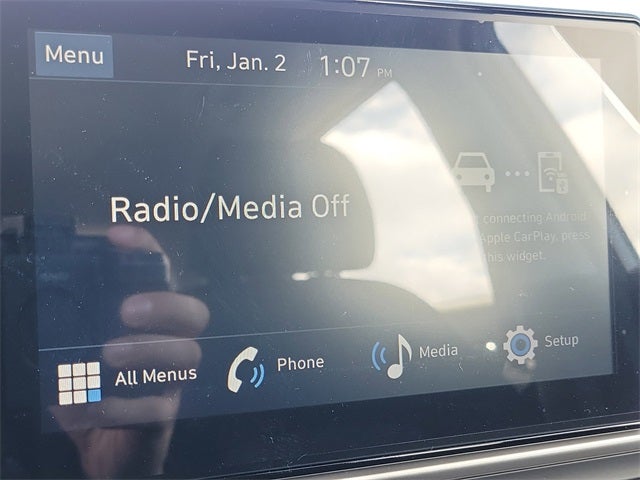 Menu
Fri, Jan. 2
1:07 PM
Radio/Media Off
connecting Android
Apple CarPlay, press
this widget.
All Menus
Phone
Media
Setup